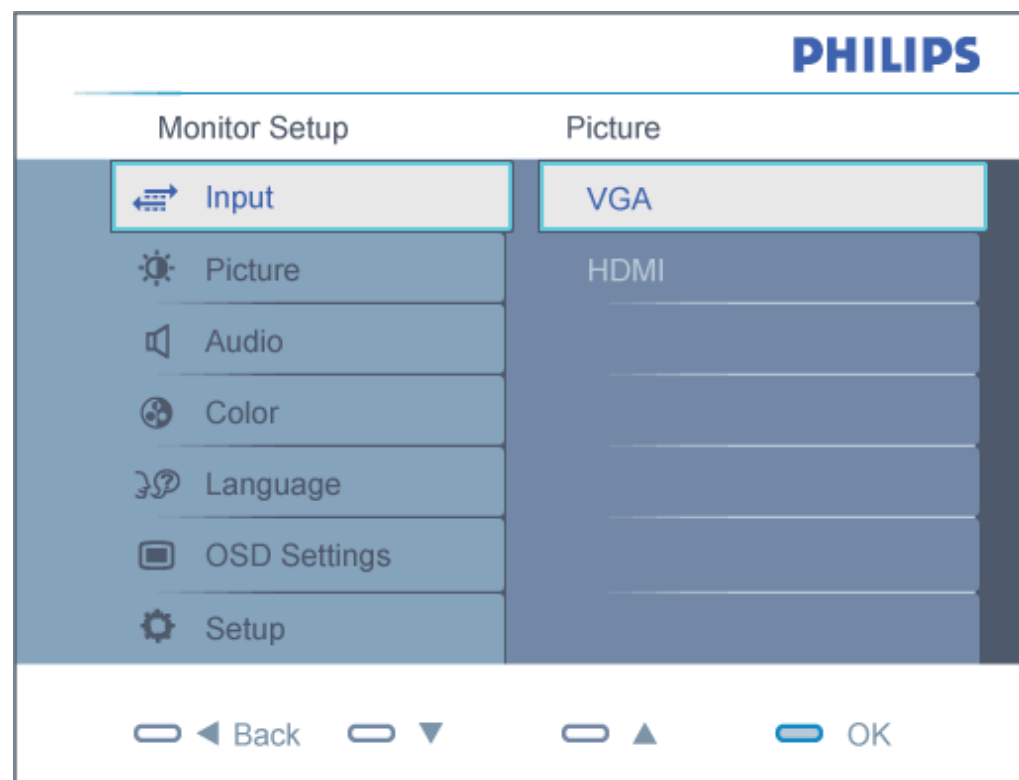 PHILIPS
Monitor Setup
Picture
Input
VGA
Picture
HDMI
Audio
Color
Language
OSD Settings
Setup
Back
OK